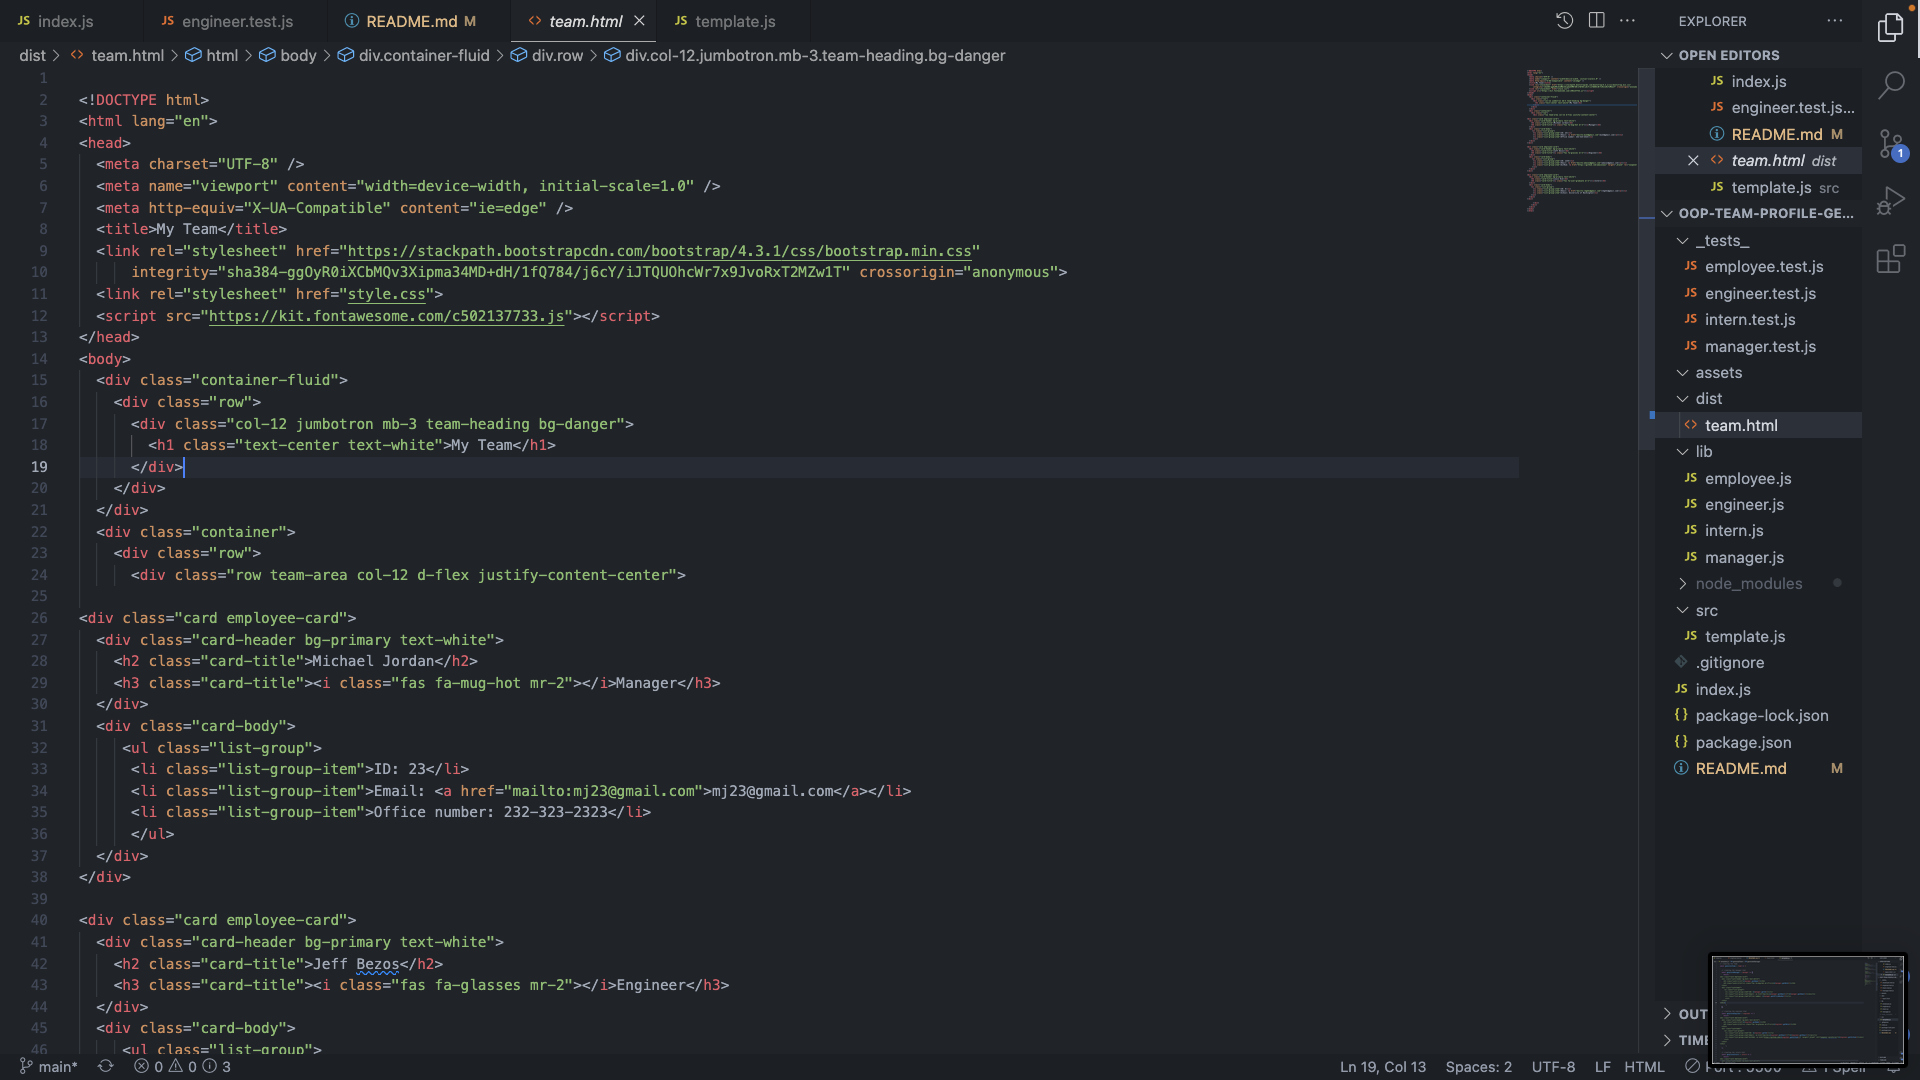 JS index.js
JS engineer.test.js
README.md M
<> team.html
JS template.js
EXPLORER
dist > <> team.html > html > body > div.container-fluid > div.row > div.col-12.jumbotron.mb-3.team-heading.bg-danger
1
2 <!DOCTYPE html>
3 <html lang="en">
4 <head>
5 <meta charset="UTF-8" />
6 <meta name="viewport" content="width=device-width, initial-scale=1.0" />
7 <meta http-equiv="X-UA-Compatible" content="ie=edge" />
8 <title>My Team</title>
9 <link rel="stylesheet" href="https://stackpath.bootstrapcdn.com/bootstrap/4.3.1/css/bootstrap.min.css"
10 integrity="sha384-ggOyR0iXCbMQv3Xipma34MD+dH/1fQ784/j6cY/iJTQUOhcWr7x9JvoRxT2MZw1T" crossorigin="anonymous">
11 <link rel="stylesheet" href="style.css">
12 <script src="https://kit.fontawesome.com/c502137733.js"></script>
13 </head>
14 <body>
15 <div class="container-fluid">
16 <div class="row">
17 <div class="col-12 jumbotron mb-3 team-heading bg-danger">
18 <h1 class="text-center text-white">My Team</h1>
19 </div>
20 </div>
21 </div>
22 <div class="container">
23 <div class="row">
24 <div class="row team-area col-12 d-flex justify-content-center">
25
26 <div class="card employee-card">
27 <div class="card-header bg-primary text-white">
28 <h2 class="card-title">Michael Jordan</h2>
29 <h3 class="card-title"><i class="fas fa-mug-hot mr-2"></i>Manager</h3>
30 </div>
31 <div class="card-body">
32 <ul class="list-group">
33 <li class="list-group-item">ID: 23</li>
34 <li class="list-group-item">Email: <a href="mailto:mj23@gmail.com">mj23@gmail.com</a></li>
35 <li class="list-group-item">Office number: 232-323-2323</li>
36 </ul>
37 </div>
38 </div>
39
40 <div class="card employee-card">
41 <div class="card-header bg-primary text-white">
42 <h2 class="card-title">Jeff Bezos</h2>
43 <h3 class="card-title"><i class="fas fa-glasses mr-2"></i>Engineer</h3>
44 </div>
45 <div class="card-body">
46 <ul class="list-group">
OPEN EDITORS
JS index.js
JS engineer.test.js...
README.md M
<> team.html dist
JS template.js src
OOP-TEAM-PROFILE-GE...
_tests_
JS employee.test.js
JS engineer.test.js
JS intern.test.js
JS manager.test.js
assets
dist
<> team.html
lib
JS employee.js
JS engineer.js
JS intern.js
JS manager.js
node_modules
src
JS template.js
.gitignore
JS index.js
{} package-lock.json
{} package.json
README.md M
OUT
TIME
1
main*
0 0 3
Ln 19, Col 13
Spaces: 2
UTF-8
LF
HTML